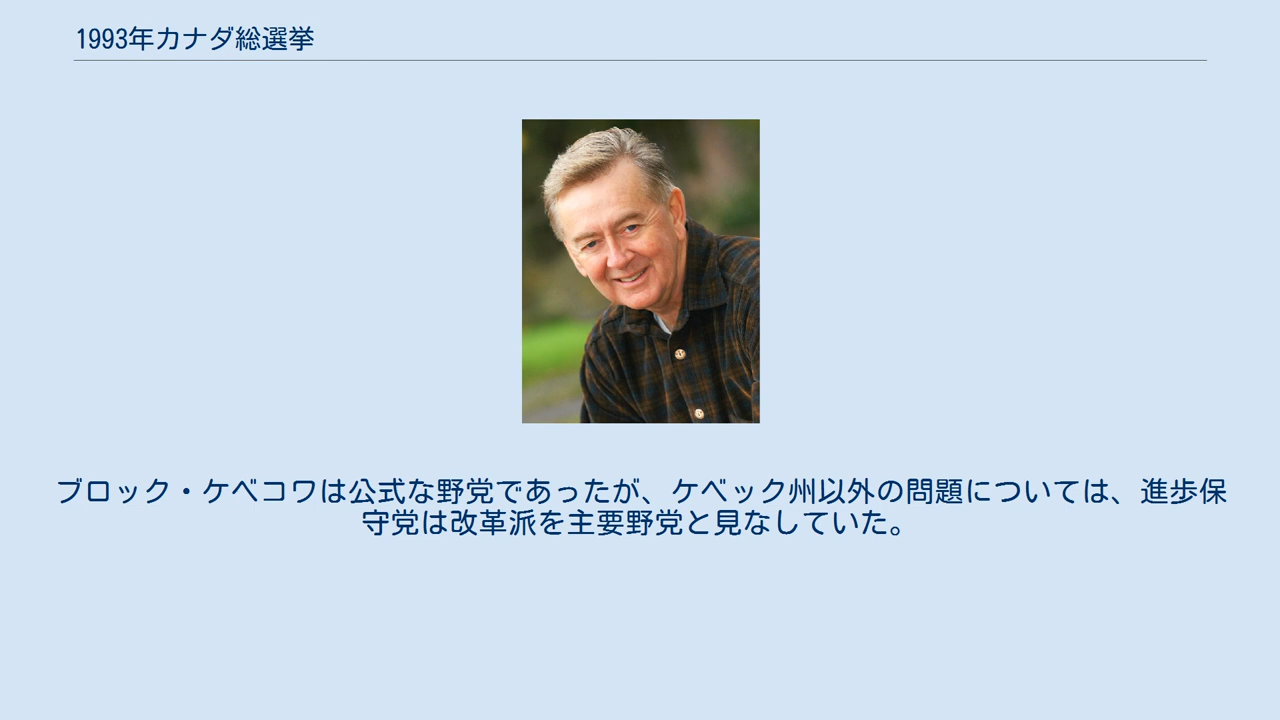 1993年カナダ総選挙
ブロック・ケベコワは公式な野党であったが、ケベック州以外の問題については、進歩保
守党は改革派を主要野党と見なしていた。